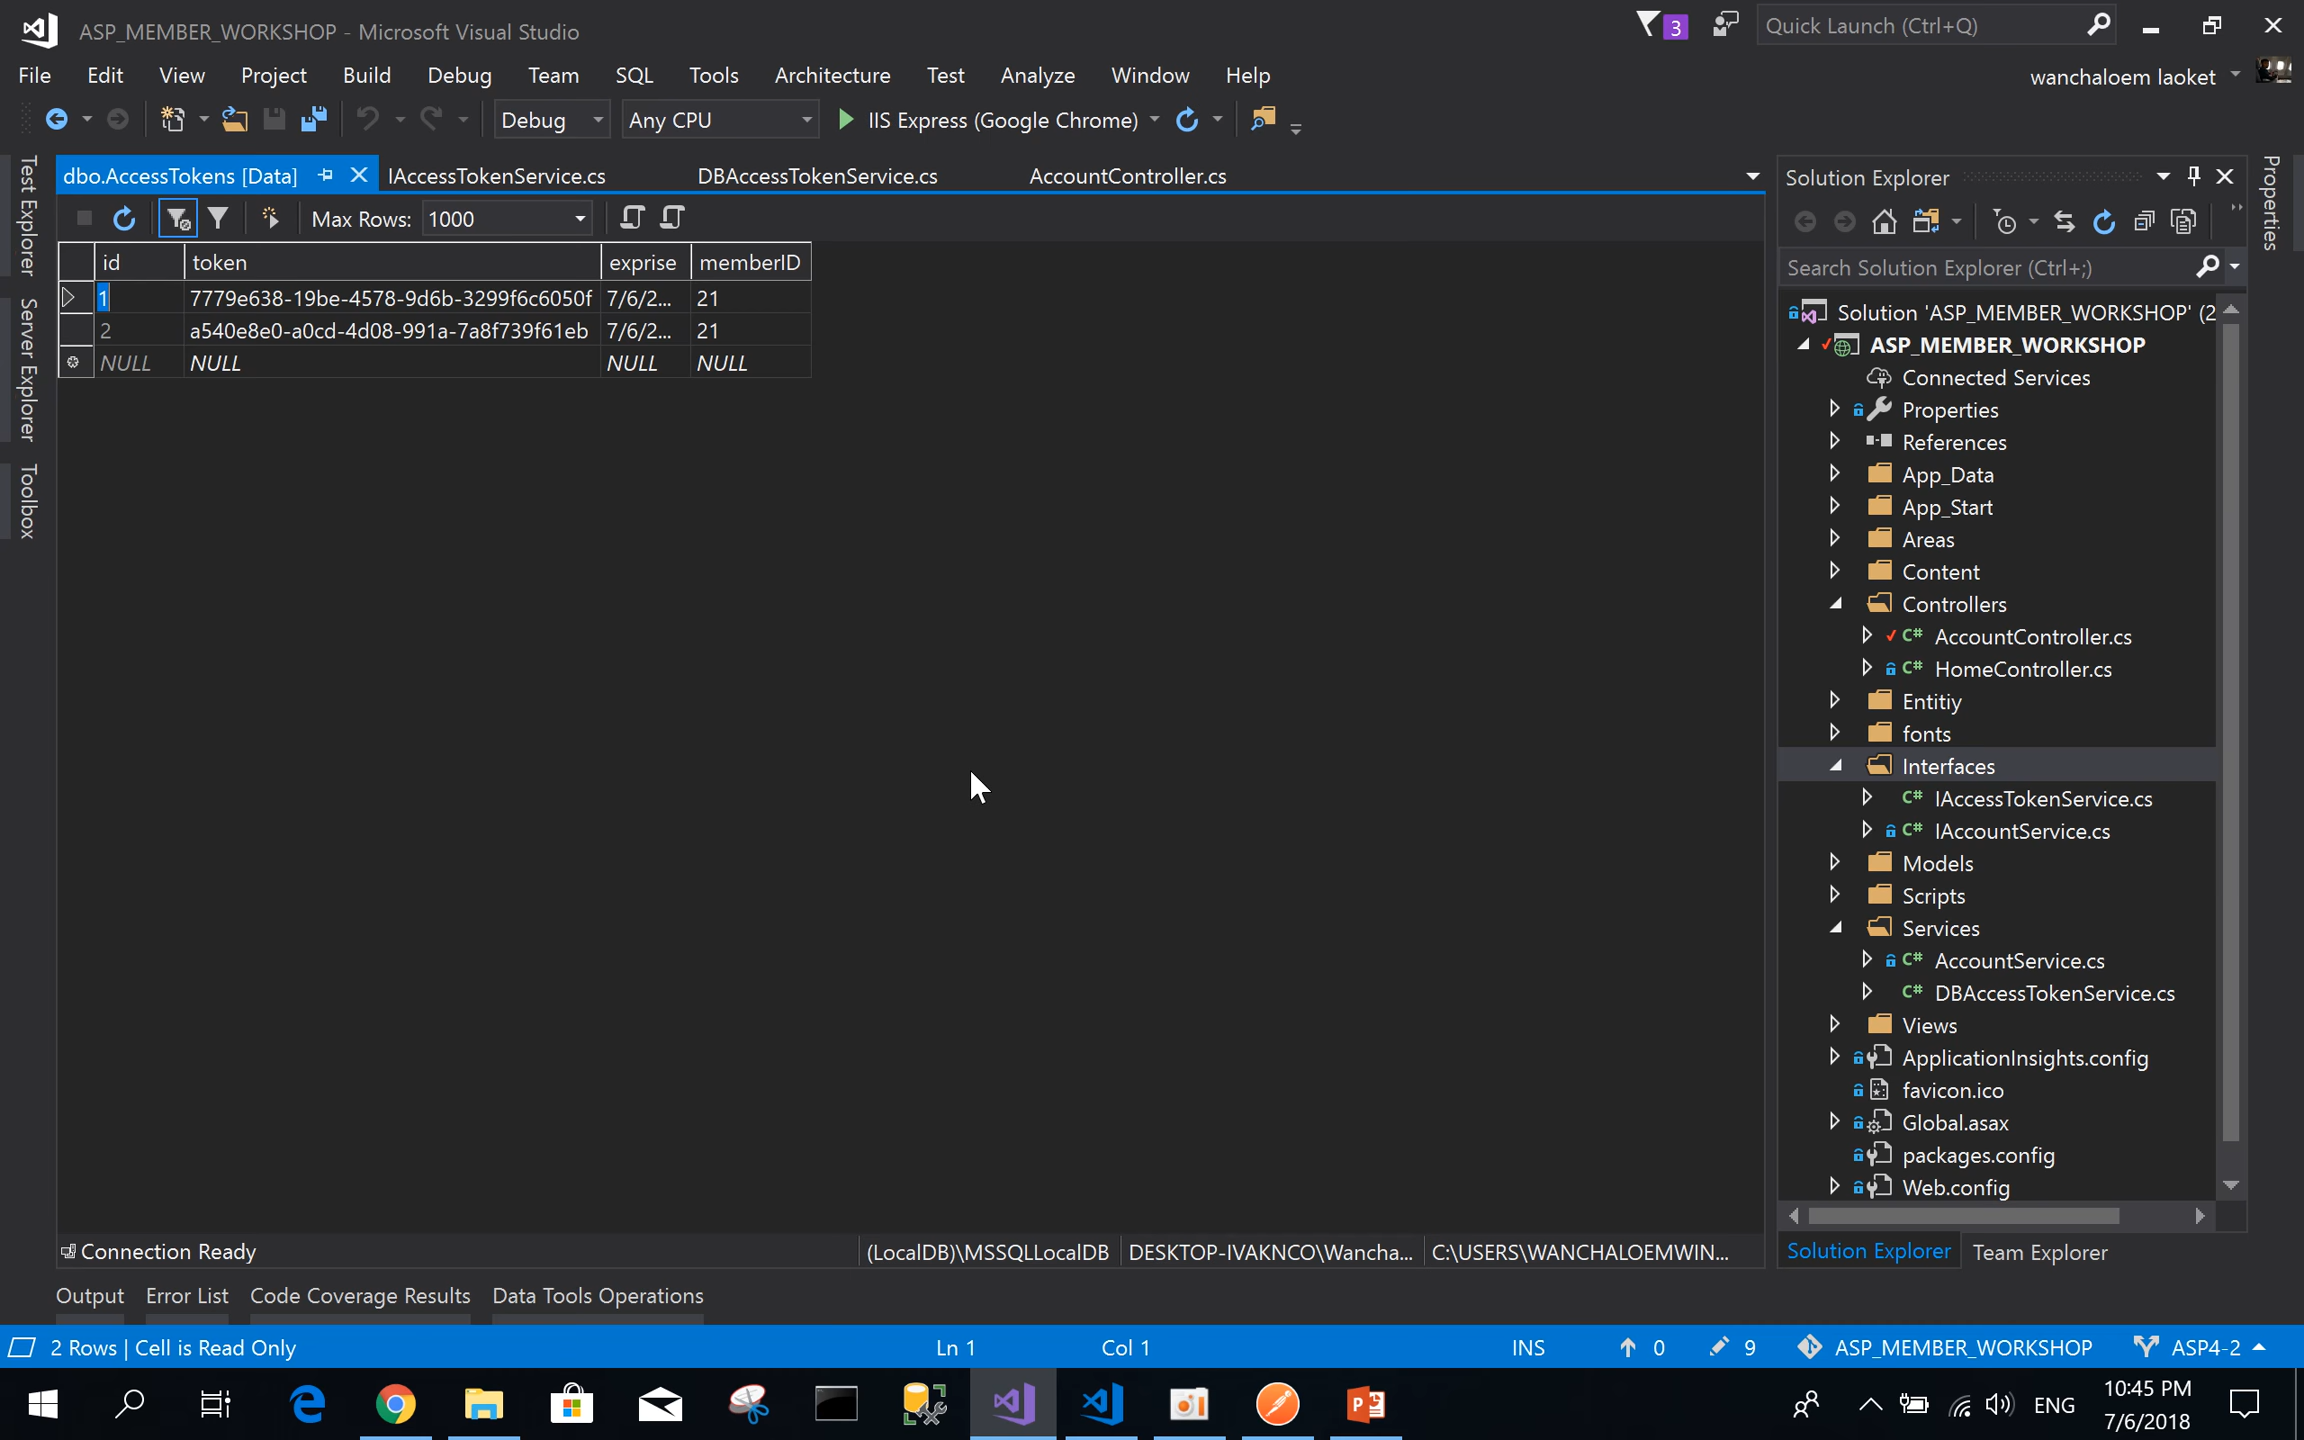 ASP_MEMBER_WORKSHOP - Microsoft Visual Studio
3
Quick Launch (Ctrl+Q)
File Edit View Project Build Debug Team SQL Tools Architecture Test Analyze Window Help
wanchaloem laoket
Debug Any CPU IIS Express (Google Chrome)
Test Explorer
Server Explorer
Toolbox
dbo.AccessTokens [Data] IAccessTokenService.cs DBAccessTokenService.cs AccountController.cs
Max Rows: 1000
id token exprise memberID
1 7779e638-19be-4578-9d6b-3299f6c6050f 7/6/2... 21
2 a540e8e0-a0cd-4d08-991a-7a8f739f61eb 7/6/2... 21
NULL NULL NULL NULL
Connection Ready (LocalDB)\MSSQLLocalDB DESKTOP-IVAKNCO\Wancha... C:\USERS\WANCHALOEMWIN...
Solution Explorer
Search Solution Explorer (Ctrl+;)
Solution 'ASP_MEMBER_WORKSHOP' (2
ASP_MEMBER_WORKSHOP
Connected Services
Properties
References
App_Data
App_Start
Areas
Content
Controllers
C# AccountController.cs
C# HomeController.cs
Entitiy
fonts
Interfaces
C# IAccessTokenService.cs
C# IAccountService.cs
Models
Scripts
Services
C# AccountService.cs
C# DBAccessTokenService.cs
Views
ApplicationInsights.config
favicon.ico
Global.asax
packages.config
Web.config
Solution Explorer Team Explorer
Properties
Output Error List Code Coverage Results Data Tools Operations
2 Rows | Cell is Read Only Ln 1 Col 1 INS 0 9 ASP_MEMBER_WORKSHOP ASP4-2
ENG
10:45 PM
7/6/2018